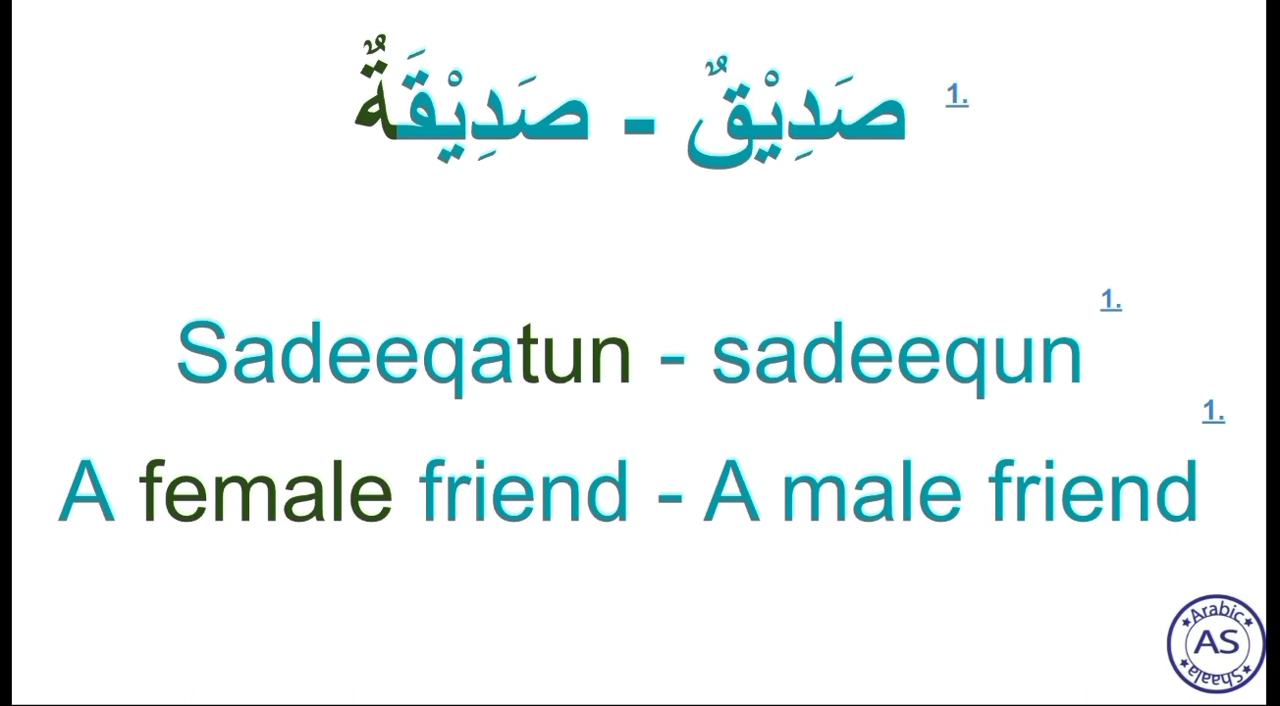 1. صَدِيْقٌ - صَدِيْقَةٌ
1.
Sadeeqatun - sadeequn
1.
A female friend - A male friend
Arabic
AS
Shaala